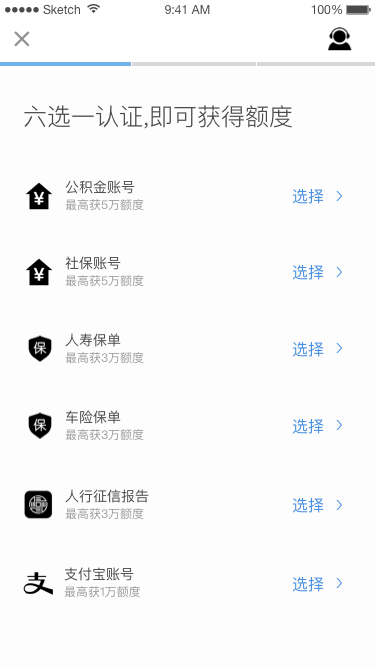 ●●●●● Sketch 9:41 AM 100%
六选一认证,即可获得额度
¥ 公积金账号 选择
最高获5万额度
¥ 社保账号 选择
最高获5万额度
保 人寿保单 选择
最高获3万额度
保 车险保单 选择
最高获3万额度
人行征信报告 选择
最高获3万额度
支 支付宝账号 选择
最高获1万额度